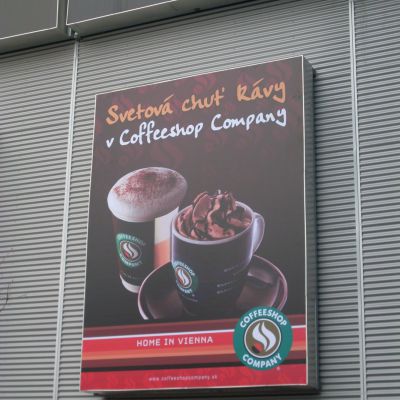 Svetová chuť kávy
v Coffeeshop Company
COFFEESHOP
COMPANY
COFFEESHOP
COMPANY
HOME IN VIENNA
COFFEESHOP
COMPANY
www.coffeeshopcompany.sk